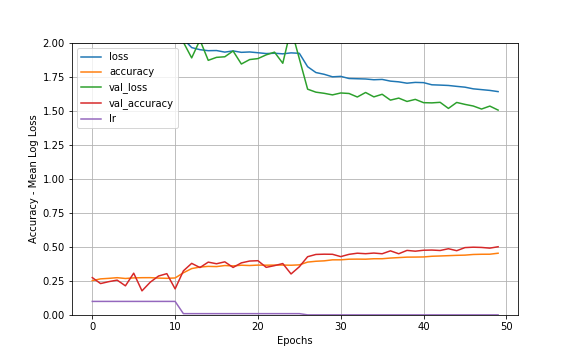 2.00
1.75
1.50
1.25
1.00
0.75
0.50
0.25
0.00
Accuracy - Mean Log Loss
loss
accuracy
val_loss
val_accuracy
lr
0 10 20 30 40 50
Epochs